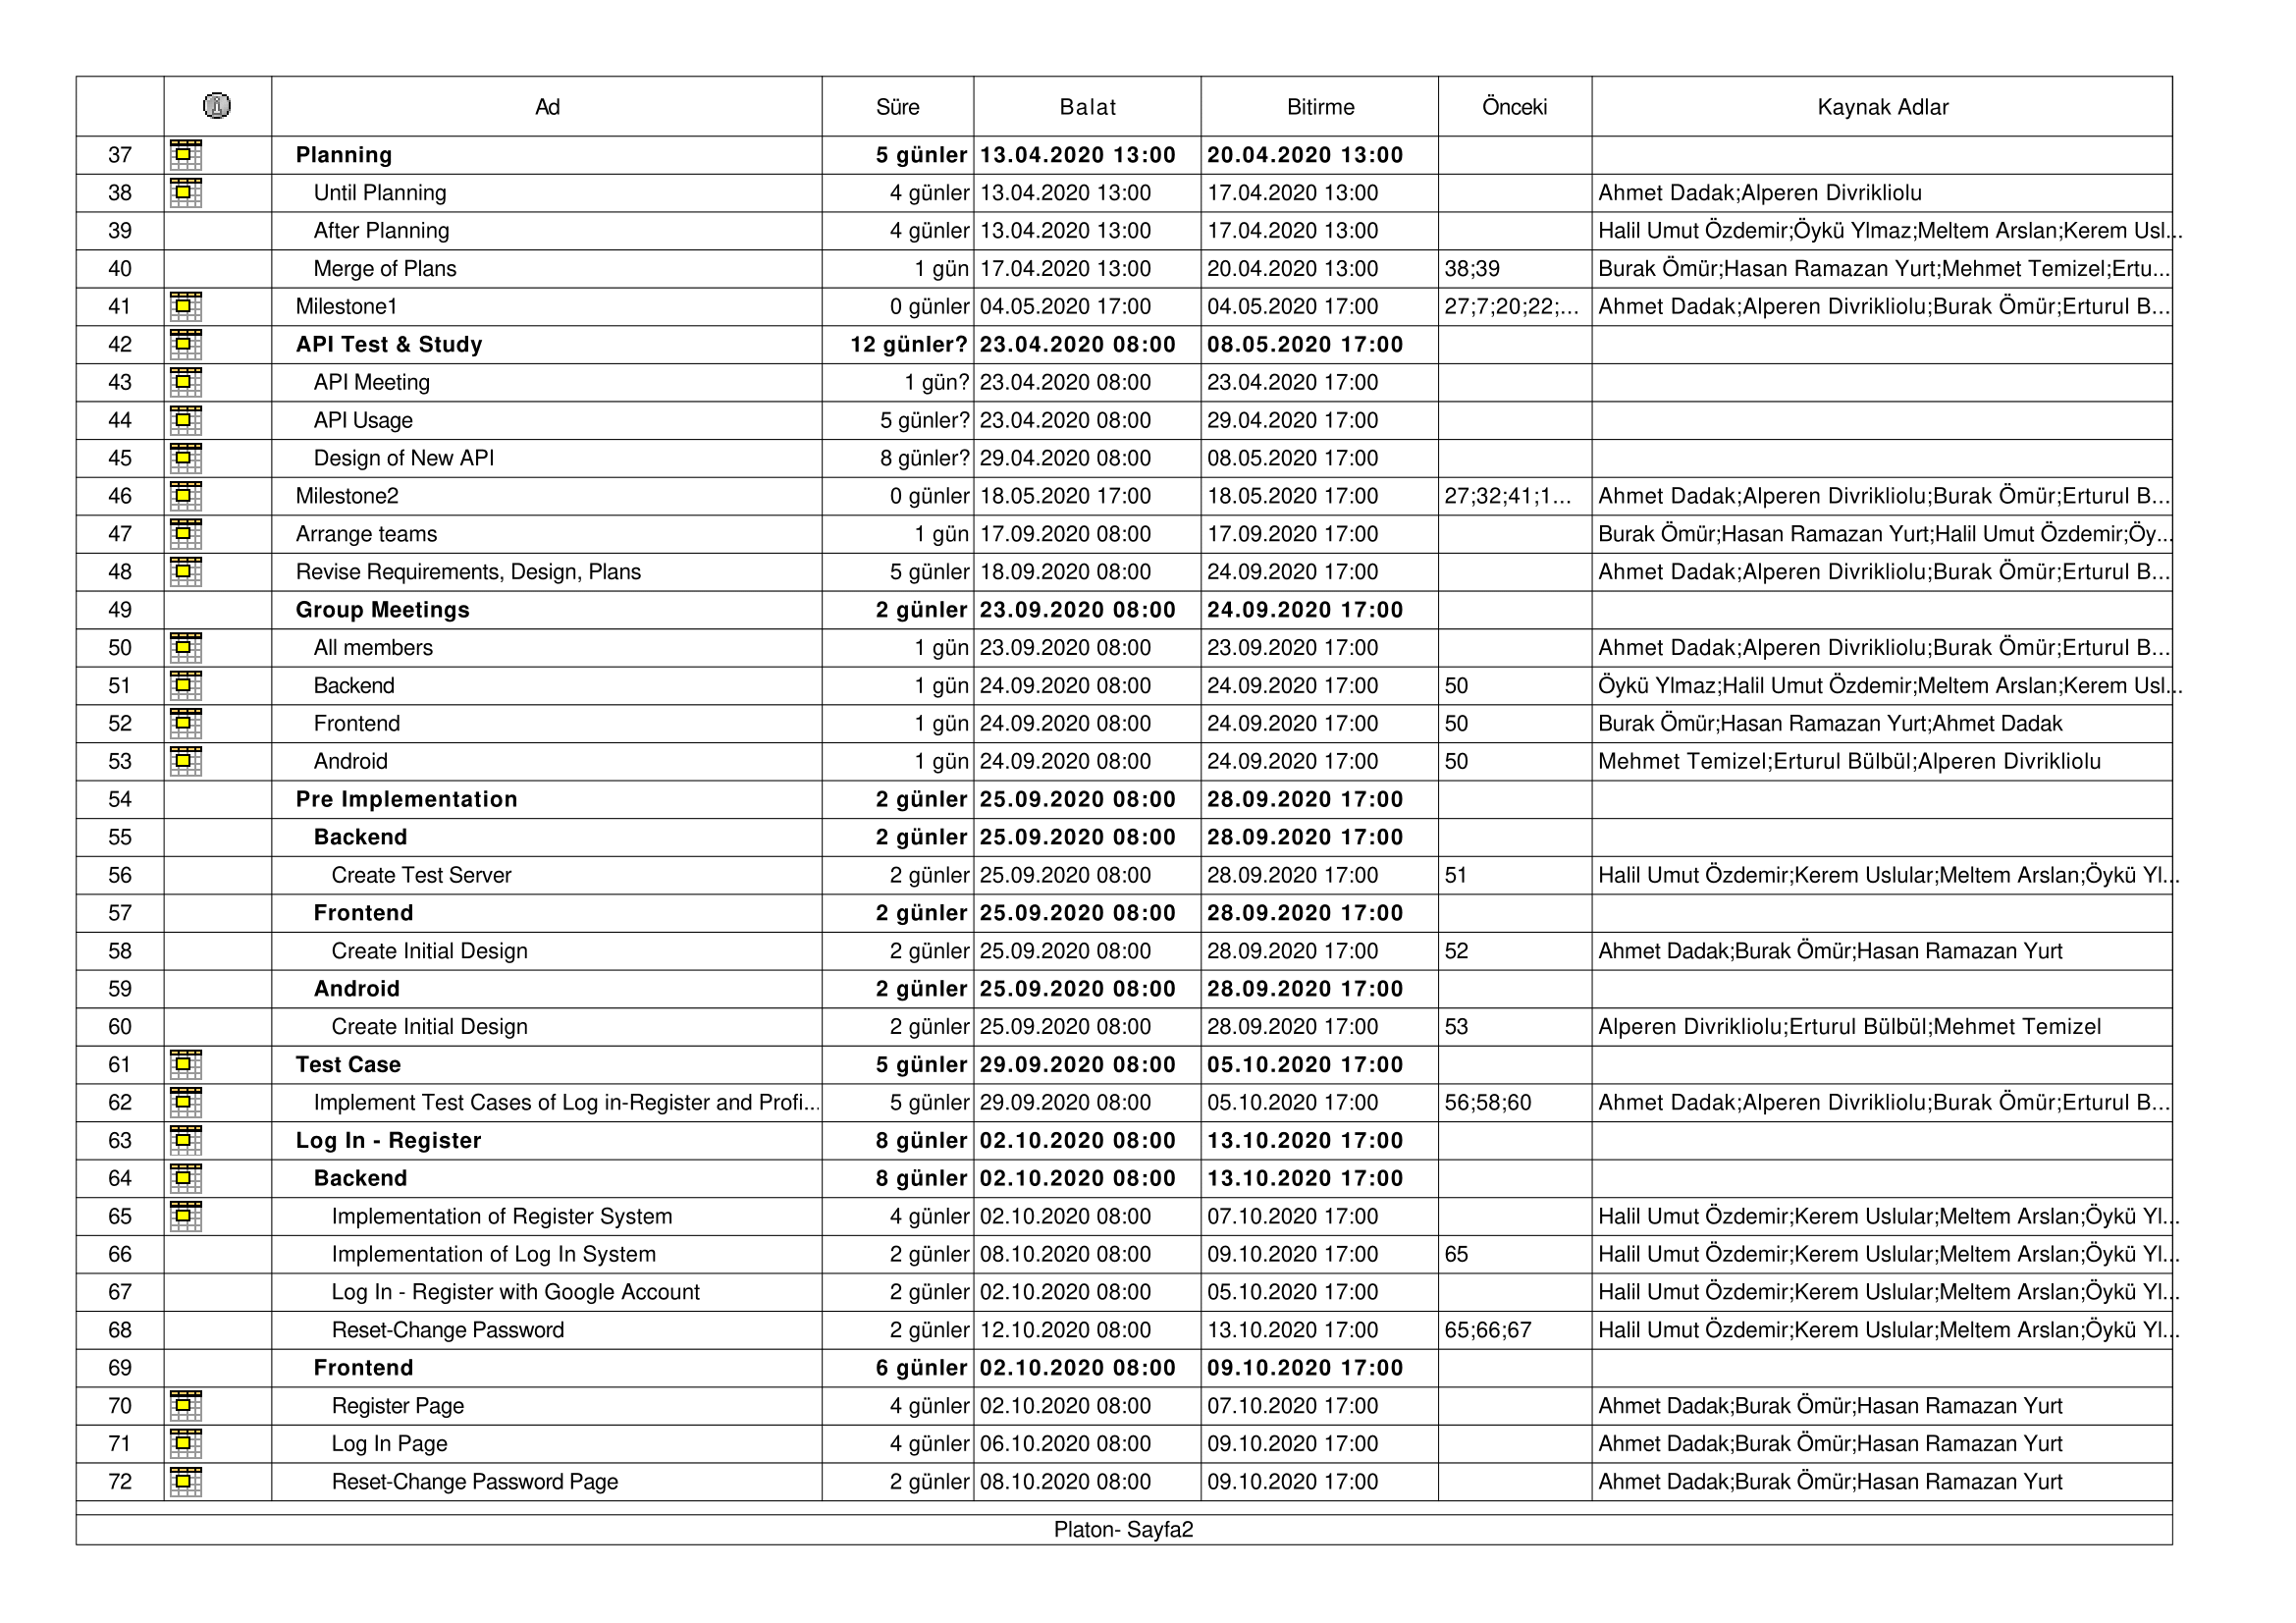 Ad Süre Balat Bitirme Önceki Kaynak Adlar
37 Planning 5 günler 13.04.2020 13:00 20.04.2020 13:00
38 Until Planning 4 günler 13.04.2020 13:00 17.04.2020 13:00 Ahmet Dadak;Alperen Divrikliolu
39 After Planning 4 günler 13.04.2020 13:00 17.04.2020 13:00 Halil Umut Özdemir;Öykü Ylmaz;Meltem Arslan;Kerem Usl...
40 Merge of Plans 1 gün 17.04.2020 13:00 20.04.2020 13:00 38;39 Burak Ömür;Hasan Ramazan Yurt;Mehmet Temizel;Ertu...
41 Milestone1 0 günler 04.05.2020 17:00 04.05.2020 17:00 27;7;20;22;... Ahmet Dadak;Alperen Divrikliolu;Burak Ömür;Erturul B...
42 API Test & Study 12 günler? 23.04.2020 08:00 08.05.2020 17:00
43 API Meeting 1 gün? 23.04.2020 08:00 23.04.2020 17:00
44 API Usage 5 günler? 23.04.2020 08:00 29.04.2020 17:00
45 Design of New API 8 günler? 29.04.2020 08:00 08.05.2020 17:00
46 Milestone2 0 günler 18.05.2020 17:00 18.05.2020 17:00 27;32;41;1... Ahmet Dadak;Alperen Divrikliolu;Burak Ömür;Erturul B...
47 Arrange teams 1 gün 17.09.2020 08:00 17.09.2020 17:00 Burak Ömür;Hasan Ramazan Yurt;Halil Umut Özdemir;Öy...
48 Revise Requirements, Design, Plans 5 günler 18.09.2020 08:00 24.09.2020 17:00 Ahmet Dadak;Alperen Divrikliolu;Burak Ömür;Erturul B...
49 Group Meetings 2 günler 23.09.2020 08:00 24.09.2020 17:00
50 All members 1 gün 23.09.2020 08:00 23.09.2020 17:00 Ahmet Dadak;Alperen Divrikliolu;Burak Ömür;Erturul B...
51 Backend 1 gün 24.09.2020 08:00 24.09.2020 17:00 50 Öykü Ylmaz;Halil Umut Özdemir;Meltem Arslan;Kerem Usl...
52 Frontend 1 gün 24.09.2020 08:00 24.09.2020 17:00 50 Burak Ömür;Hasan Ramazan Yurt;Ahmet Dadak
53 Android 1 gün 24.09.2020 08:00 24.09.2020 17:00 50 Mehmet Temizel;Erturul Bülbül;Alperen Divrikliolu
54 Pre Implementation 2 günler 25.09.2020 08:00 28.09.2020 17:00
55 Backend 2 günler 25.09.2020 08:00 28.09.2020 17:00
56 Create Test Server 2 günler 25.09.2020 08:00 28.09.2020 17:00 51 Halil Umut Özdemir;Kerem Uslular;Meltem Arslan;Öykü Yl...
57 Frontend 2 günler 25.09.2020 08:00 28.09.2020 17:00
58 Create Initial Design 2 günler 25.09.2020 08:00 28.09.2020 17:00 52 Ahmet Dadak;Burak Ömür;Hasan Ramazan Yurt
59 Android 2 günler 25.09.2020 08:00 28.09.2020 17:00
60 Create Initial Design 2 günler 25.09.2020 08:00 28.09.2020 17:00 53 Alperen Divrikliolu;Erturul Bülbül;Mehmet Temizel
61 Test Case 5 günler 29.09.2020 08:00 05.10.2020 17:00
62 Implement Test Cases of Log in-Register and Profi... 5 günler 29.09.2020 08:00 05.10.2020 17:00 56;58;60 Ahmet Dadak;Alperen Divrikliolu;Burak Ömür;Erturul B...
63 Log In - Register 8 günler 02.10.2020 08:00 13.10.2020 17:00
64 Backend 8 günler 02.10.2020 08:00 13.10.2020 17:00
65 Implementation of Register System 4 günler 02.10.2020 08:00 07.10.2020 17:00 Halil Umut Özdemir;Kerem Uslular;Meltem Arslan;Öykü Yl...
66 Implementation of Log In System 2 günler 08.10.2020 08:00 09.10.2020 17:00 65 Halil Umut Özdemir;Kerem Uslular;Meltem Arslan;Öykü Yl...
67 Log In - Register with Google Account 2 günler 02.10.2020 08:00 05.10.2020 17:00 Halil Umut Özdemir;Kerem Uslular;Meltem Arslan;Öykü Yl...
68 Reset-Change Password 2 günler 12.10.2020 08:00 13.10.2020 17:00 65;66;67 Halil Umut Özdemir;Kerem Uslular;Meltem Arslan;Öykü Yl...
69 Frontend 6 günler 02.10.2020 08:00 09.10.2020 17:00
70 Register Page 4 günler 02.10.2020 08:00 07.10.2020 17:00 Ahmet Dadak;Burak Ömür;Hasan Ramazan Yurt
71 Log In Page 4 günler 06.10.2020 08:00 09.10.2020 17:00 Ahmet Dadak;Burak Ömür;Hasan Ramazan Yurt
72 Reset-Change Password Page 2 günler 08.10.2020 08:00 09.10.2020 17:00 Ahmet Dadak;Burak Ömür;Hasan Ramazan Yurt
Platon- Sayfa2